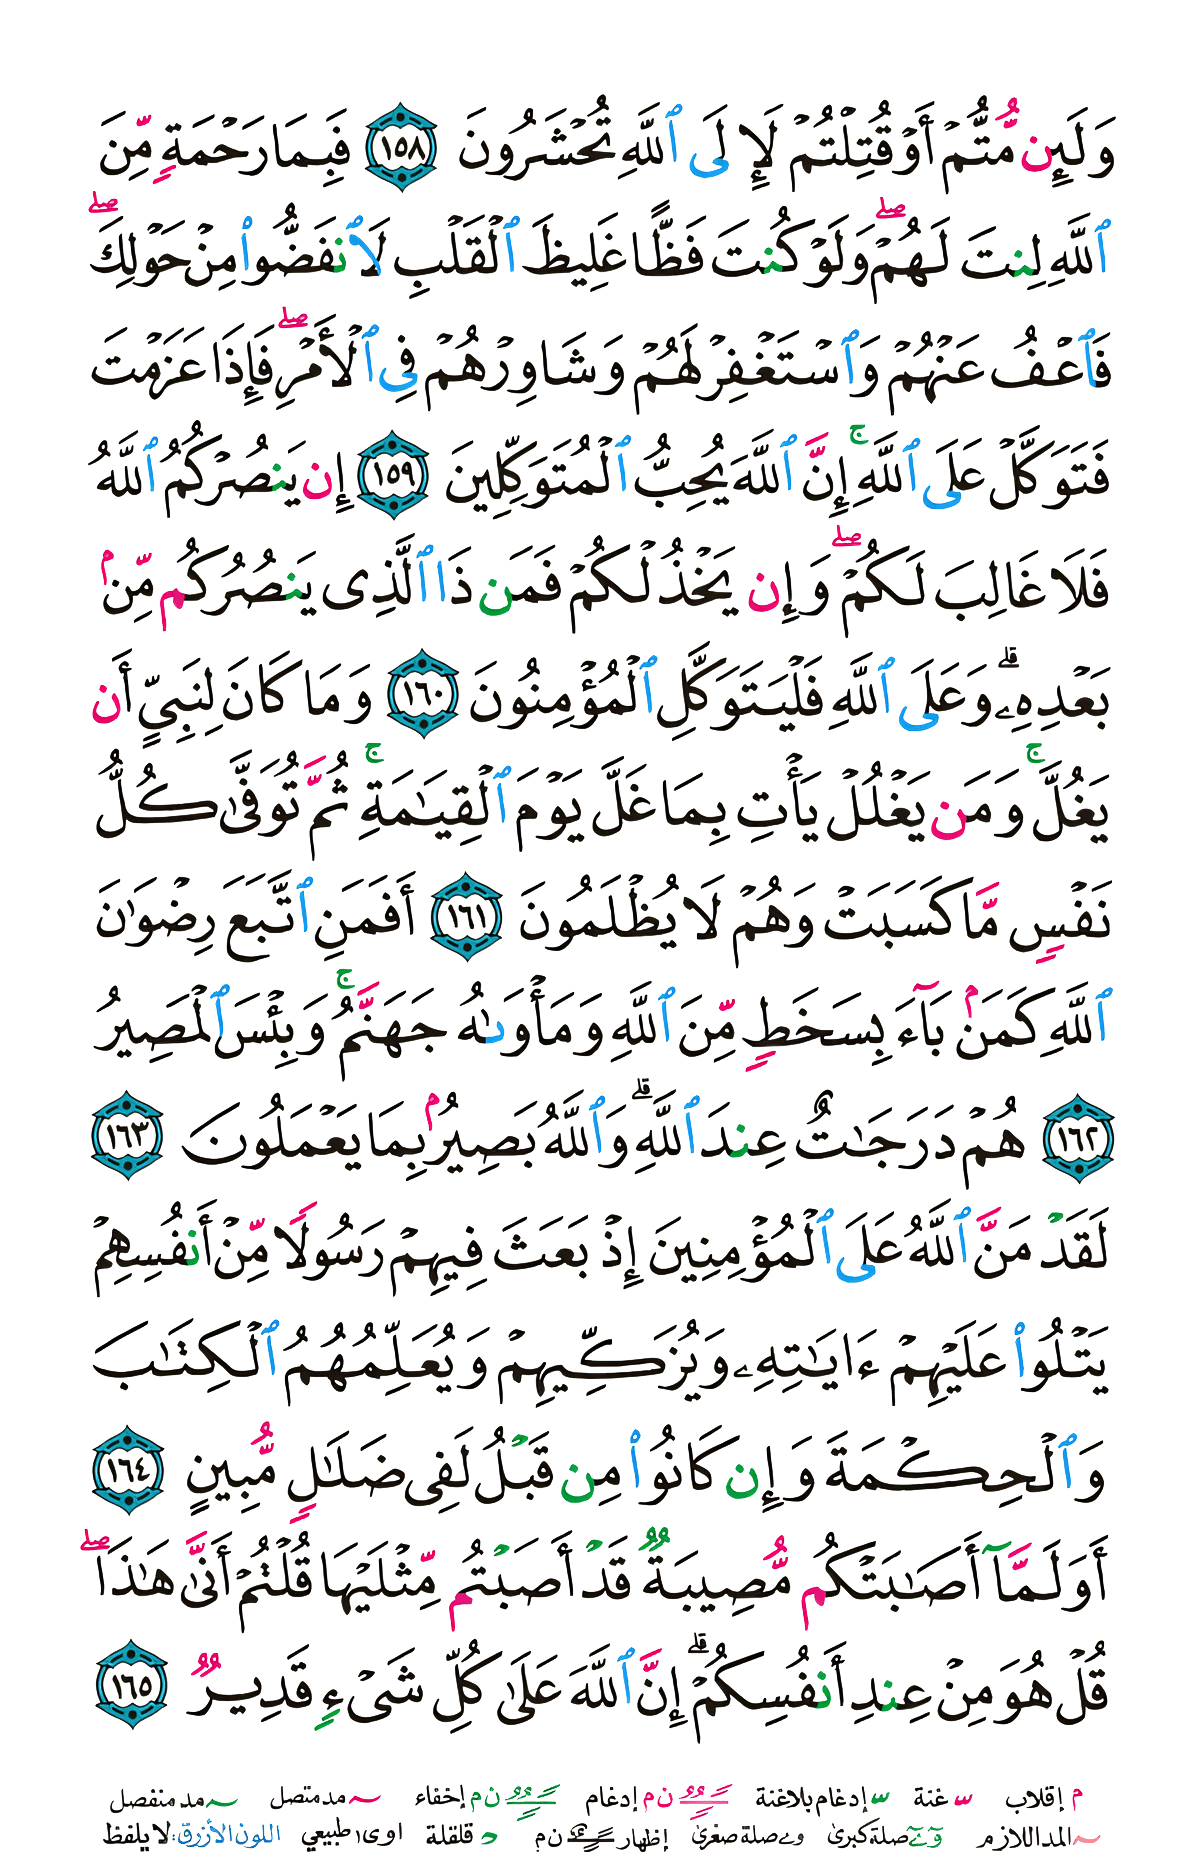 وَلَئِن مُّتُّمْ أَوْ قُتِلْتُمْ لَإِلَى ٱللَّهِ تُحْشَرُونَ ١٥٨ فَبِمَا رَحْمَةٍ مِّنَ
ٱللَّهِ لِنتَ لَهُمْ ۖ وَلَوْ كُنتَ فَظًّا غَلِيظَ ٱلْقَلْبِ لَٱنفَضُّوا۟ مِنْ حَوْلِكَ ۖ
فَٱعْفُ عَنْهُمْ وَٱسْتَغْفِرْ لَهُمْ وَشَاوِرْهُمْ فِى ٱلْأَمْرِ ۖ فَإِذَا عَزَمْتَ
فَتَوَكَّلْ عَلَى ٱللَّهِ ۚ إِنَّ ٱللَّهَ يُحِبُّ ٱلْمُتَوَكِّلِينَ ١٥٩ إِن يَنصُرْكُمُ ٱللَّهُ
فَلَا غَالِبَ لَكُمْ ۖ وَإِن يَخْذُلْكُمْ فَمَن ذَا ٱلَّذِى يَنصُرُكُم مِّنۢ
بَعْدِهِۦ ۗ وَعَلَى ٱللَّهِ فَلْيَتَوَكَّلِ ٱلْمُؤْمِنُونَ ١٦٠ وَمَا كَانَ لِنَبِىٍّ أَن
يَغُلَّ ۚ وَمَن يَغْلُلْ يَأْتِ بِمَا غَلَّ يَوْمَ ٱلْقِيَـٰمَةِ ۚ ثُمَّ تُوَفَّىٰ كُلُّ
نَفْسٍ مَّا كَسَبَتْ وَهُمْ لَا يُظْلَمُونَ ١٦١ أَفَمَنِ ٱتَّبَعَ رِضْوَٰنَ
ٱللَّهِ كَمَنۢ بَآءَ بِسَخَطٍ مِّنَ ٱللَّهِ وَمَأْوَىٰهُ جَهَنَّمُ ۚ وَبِئْسَ ٱلْمَصِيرُ
١٦٢ هُمْ دَرَجَـٰتٌ عِندَ ٱللَّهِ ۗ وَٱللَّهُ بَصِيرٌۢ بِمَا يَعْمَلُونَ ١٦٣
لَقَدْ مَنَّ ٱللَّهُ عَلَى ٱلْمُؤْمِنِينَ إِذْ بَعَثَ فِيهِمْ رَسُولًا مِّنْ أَنفُسِهِمْ
يَتْلُوا۟ عَلَيْهِمْ ءَايَـٰتِهِۦ وَيُزَكِّيهِمْ وَيُعَلِّمُهُمُ ٱلْكِتَـٰبَ
وَٱلْحِكْمَةَ وَإِن كَانُوا۟ مِن قَبْلُ لَفِى ضَلَـٰلٍ مُّبِينٍ ١٦٤
أَوَلَمَّآ أَصَـٰبَتْكُم مُّصِيبَةٌ قَدْ أَصَبْتُم مِّثْلَيْهَا قُلْتُمْ أَنَّىٰ هَـٰذَا ۖ
قُلْ هُوَ مِنْ عِندِ أَنفُسِكُمْ ۗ إِنَّ ٱللَّهَ عَلَىٰ كُلِّ شَىْءٍ قَدِيرٌ ١٦٥
م إقلاب غنة إدغام بلاغنة ن م إدغام ن م إخفاء مد متصل مد منفصل
المد اللازم صلة كبرى و ے صلة صغرى إظهار ن م قلقلة اوى طبيعي اللون الأزرق: لا يلفظ